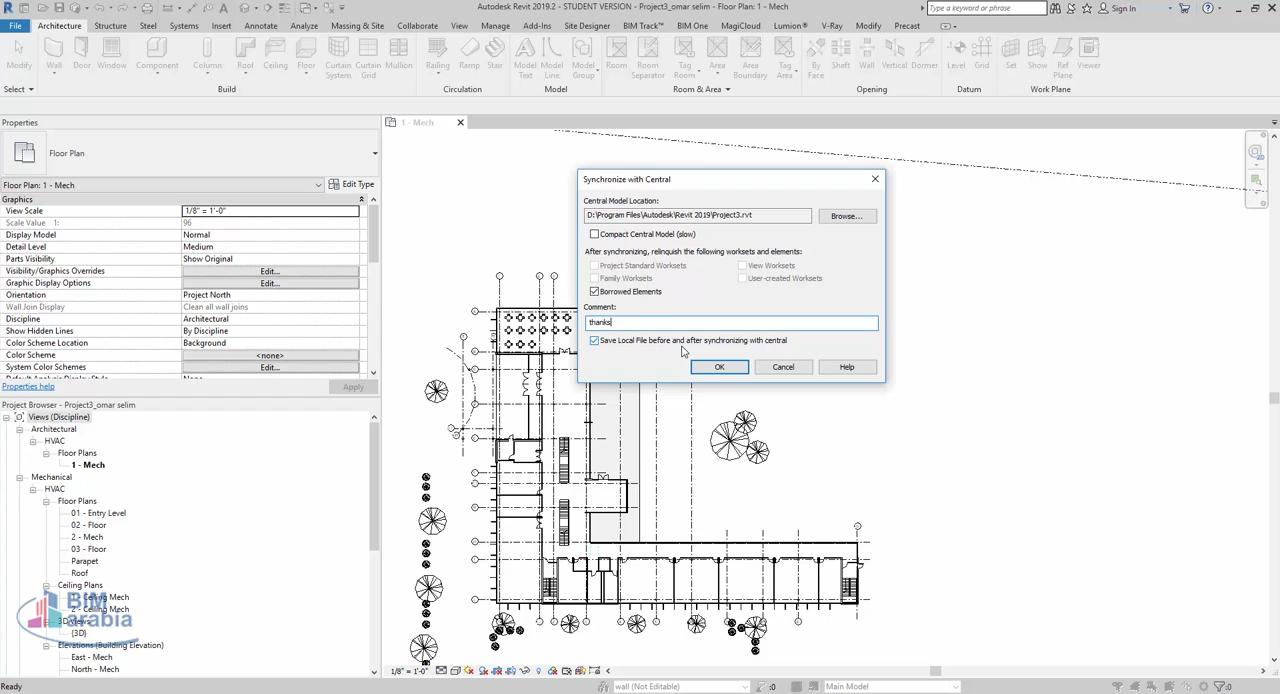 Autodesk Revit 2019.2 - STUDENT VERSION - Project3_omar selim - Floor Plan: 1 - Mech
Type a keyword or phrase
Sign In
File Architecture Structure Steel Systems Insert Annotate Analyze Massing & Site Collaborate View Manage Add-Ins Site Designer BIM Track™ BIM One MagiCloud Lumion® V-Ray Modify Precast
Modify Wall Door Window Component Column Roof Ceiling Floor Curtain System Curtain Grid Mullion Railing Ramp Stair Model Text Model Line Model Group Room Room Separator Tag Room Area Area Boundary Tag Area By Face Shaft Wall Vertical Dormer Level Grid Set Show Ref Plane Viewer
Select Build Circulation Model Room & Area Opening Datum Work Plane
Properties
1 - Mech
Floor Plan
Floor Plan: 1 - Mech
Edit Type
Graphics
View Scale 1/8" = 1'-0"
Scale Value 1: 96
Display Model Normal
Detail Level Medium
Parts Visibility Show Original
Visibility/Graphics Overrides Edit...
Graphic Display Options Edit...
Orientation Project North
Wall Join Display Clean all wall joins
Discipline Architectural
Show Hidden Lines By Discipline
Color Scheme Location Background
Color Scheme <none>
System Color Schemes Edit...
Default Analysis Display Style
Properties help
Apply
Project Browser - Project3_omar selim
Views (Discipline)
Architectural
HVAC
Floor Plans
1 - Mech
Mechanical
HVAC
Floor Plans
01 - Entry Level
02 - Floor
2 - Mech
03 - Floor
Parapet
Roof
Ceiling Plans
Ceiling Mech
Ceiling Mech
3D Views
{3D}
Elevations (Building Elevation)
East - Mech
North - Mech
BIM
arabia
Synchronize with Central
Central Model Location:
D:\Program Files\Autodesk\Revit 2019\Project3.rvt
Browse...
Compact Central Model (slow)
After synchronizing, relinquish the following worksets and elements:
Project Standard Worksets
View Worksets
Family Worksets
User-created Worksets
Borrowed Elements
Comment:
thanks
Save Local File before and after synchronizing with central
OK
Cancel
Help
1/8" = 1'-0"
Ready
wall (Not Editable)
:0
Main Model
:0